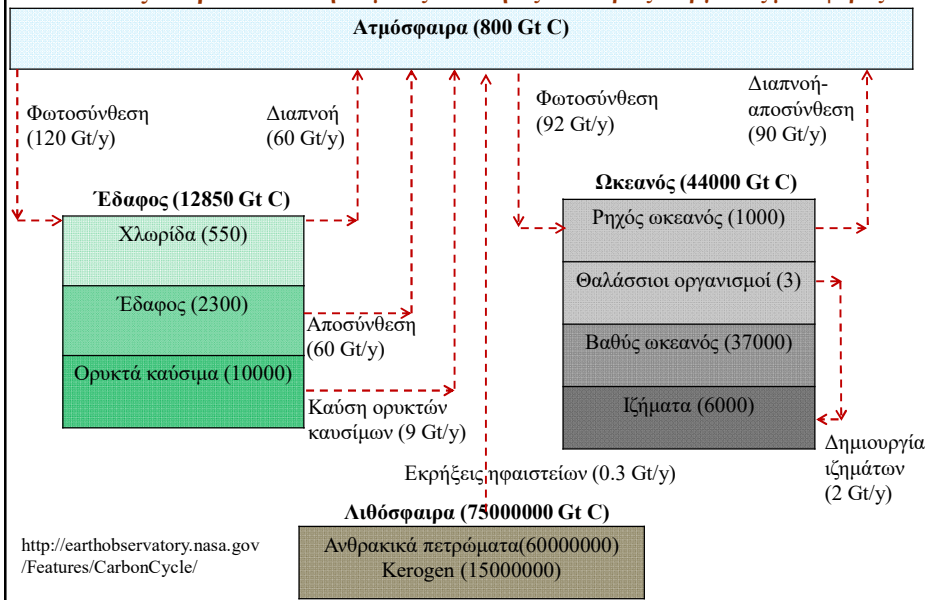 Ατμόσφαιρα (800 Gt C)
Φωτοσύνθεση
(120 Gt/y)
Διαπνοή
(60 Gt/y)
Φωτοσύνθεση
(92 Gt/y)
Διαπνοή-
αποσύνθεση
(90 Gt/y)
Έδαφος (12850 Gt C)
Χλωρίδα (550)
Έδαφος (2300)
Ορυκτά καύσιμα (10000)
Αποσύνθεση
(60 Gt/y)
Καύση ορυκτών
καυσίμων (9 Gt/y)
Ωκεανός (44000 Gt C)
Ρηχός ωκεανός (1000)
Θαλάσσιοι οργανισμοί (3)
Βαθύς ωκεανός (37000)
Ιζήματα (6000)
Δημιουργία
ιζημάτων
(2 Gt/y)
Εκρήξεις ηφαιστείων (0.3 Gt/y)
Λιθόσφαιρα (75000000 Gt C)
Ανθρακικά πετρώματα(60000000)
Kerogen (15000000)
http://earthobservatory.nasa.gov
/Features/CarbonCycle/